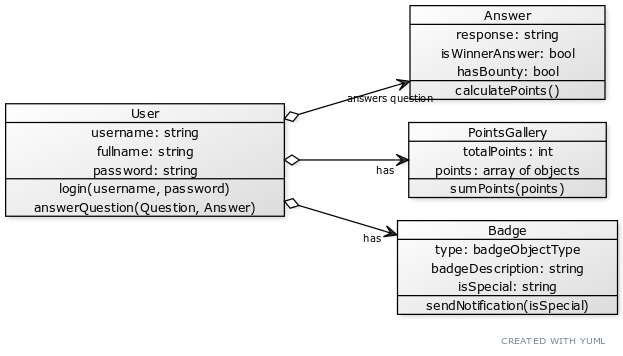 User
username: string
fullname: string
password: string
login(username, password)
answerQuestion(Question, Answer)
answers question
has
has
Answer
response: string
isWinnerAnswer: bool
hasBounty: bool
calculatePoints()
PointsGallery
totalPoints: int
points: array of objects
sumPoints(points)
Badge
type: badgeObjectType
badgeDescription: string
isSpecial: string
sendNotification(isSpecial)
CREATED WITH YUML